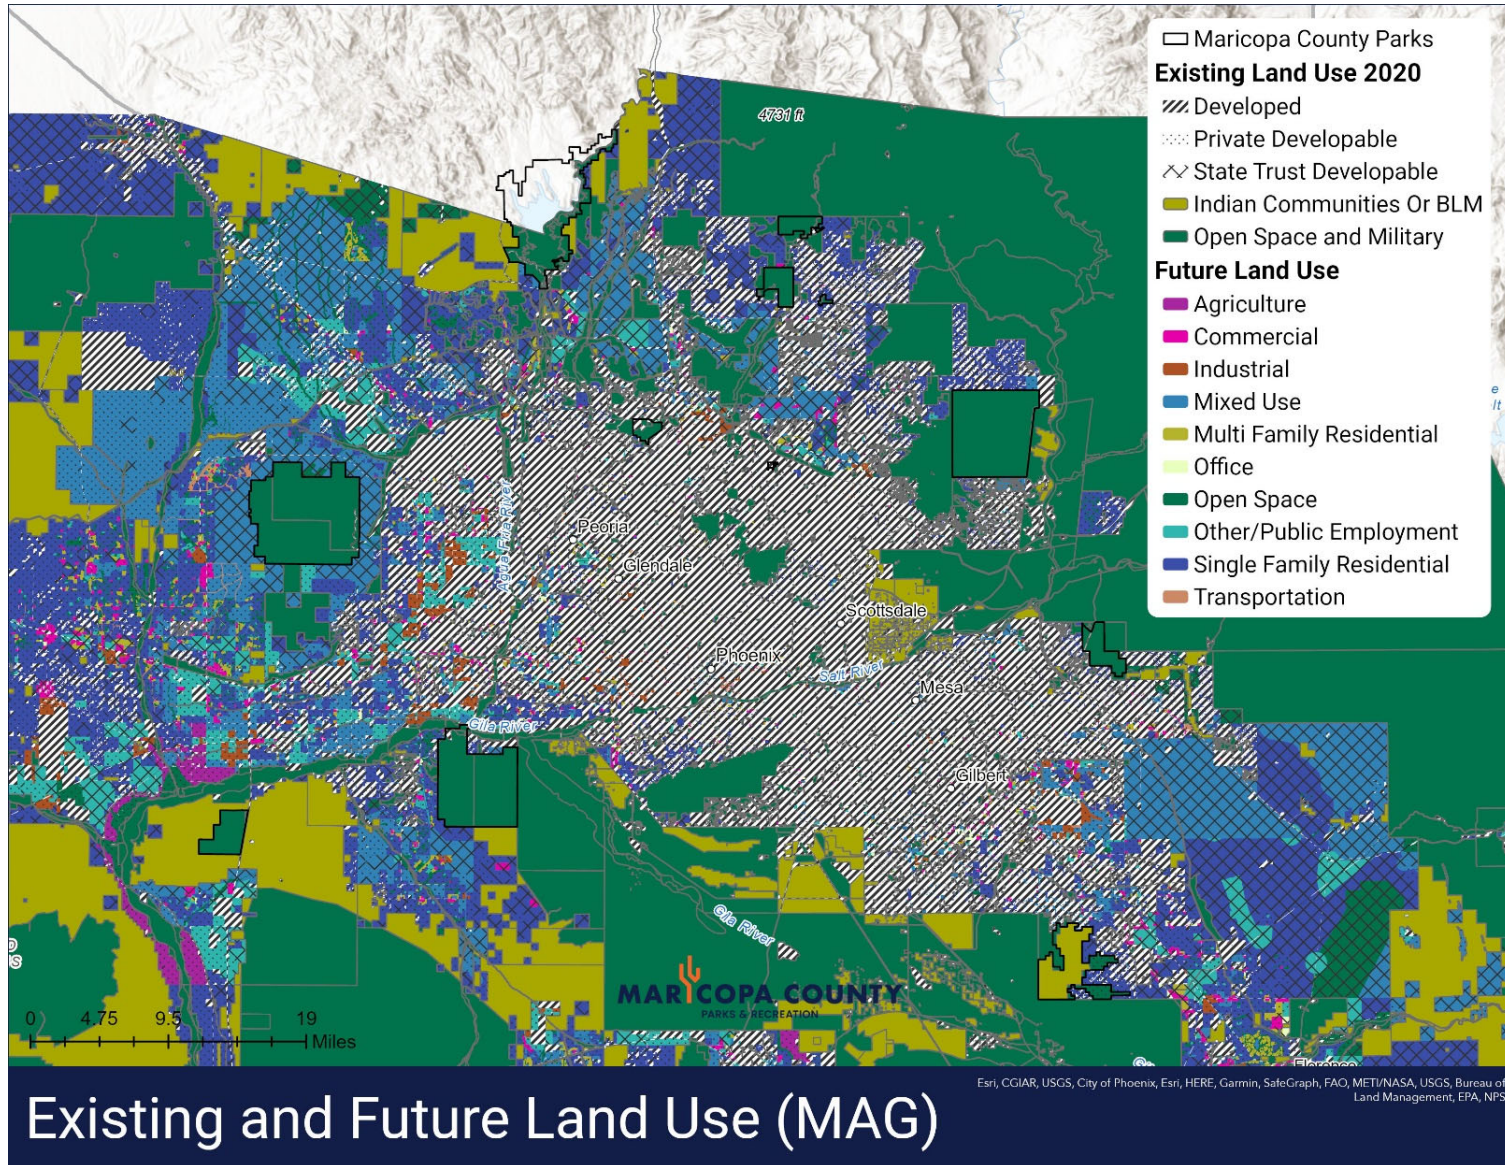 4731 ft
Maricopa County Parks
Existing Land Use 2020
Developed
Private Developable
State Trust Developable
Indian Communities Or BLM
Open Space and Military
Future Land Use
Agriculture
Commercial
Industrial
Mixed Use
Multi Family Residential
Office
Open Space
Other/Public Employment
Single Family Residential
Transportation
Agua Fria River
Peoria
Glendale
Scottsdale
Phoenix
Salt River
Mesa
Gila River
Gilbert
Gila River
MARICOPA COUNTY
PARKS & RECREATION
0 4.75 9.5 19
Miles
Florence
Esri, CGIAR, USGS, City of Phoenix, Esri, HERE, Garmin, SafeGraph, FAO, METI/NASA, USGS, Bureau of
Land Management, EPA, NPS
Existing and Future Land Use (MAG)